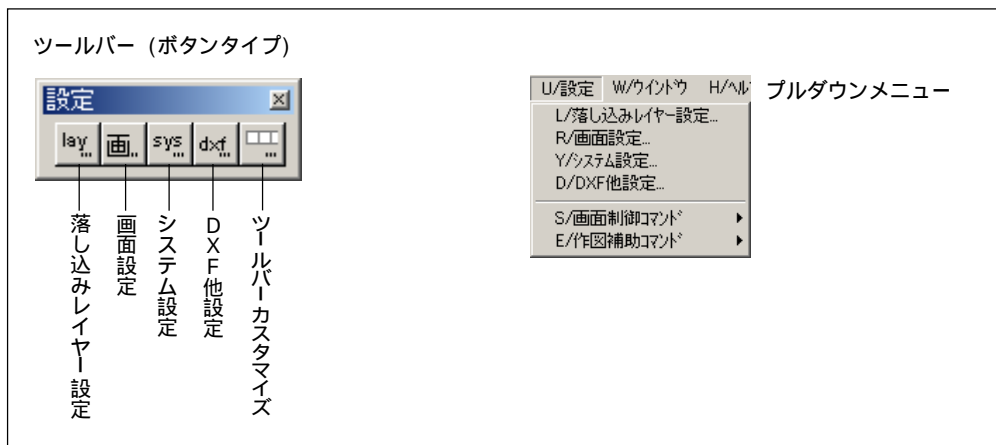 ツールバー (ボタンタイプ)
設定
lay...
画...
sys...
dxf...
...
落し込みレイヤー設定
画面設定
システム設定
DXF他設定
ツールバーカスタマイズ
U/設定 W/ウインドウ H/ヘル
L/落し込みレイヤー設定...
R/画面設定...
Y/システム設定...
D/DXF他設定...
S/画面制御コマンド
E/作図補助コマンド
プルダウンメニュー